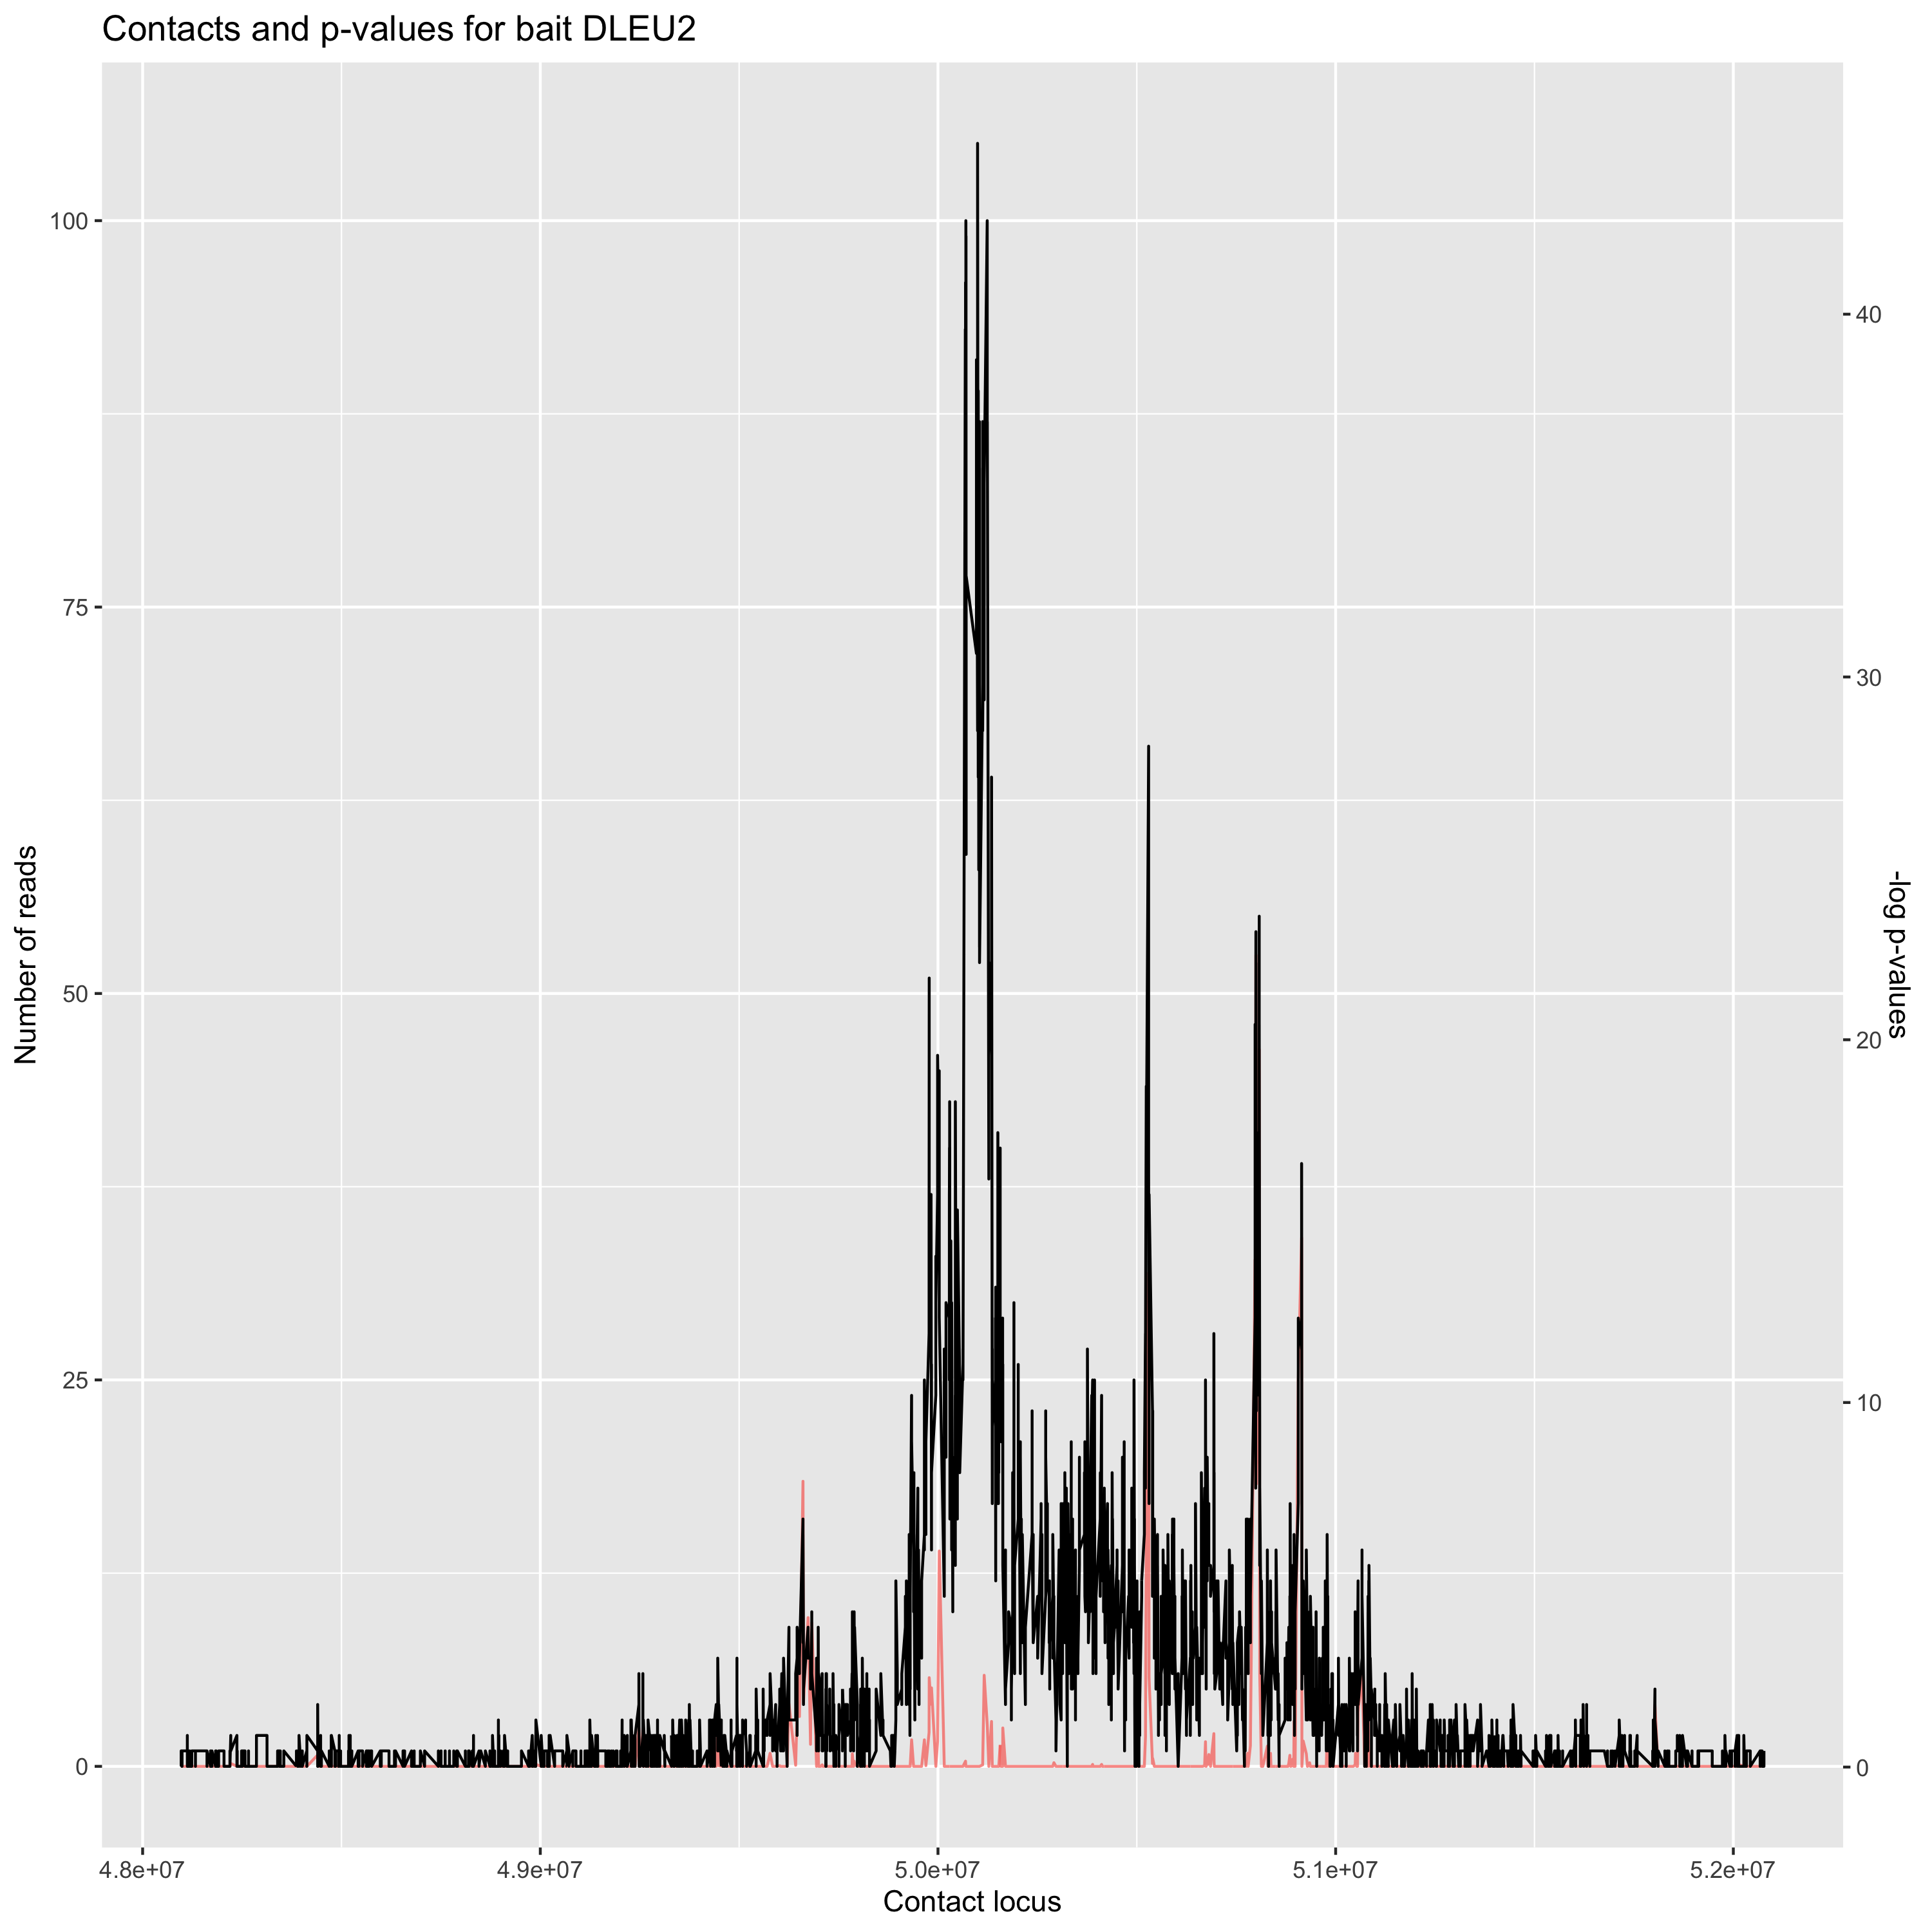 Contacts and p-values for bait DLEU2
100
75
50
25
0
Number of reads
40
30
20
10
0
-log p-values
4.8e+07
4.9e+07
5.0e+07
5.1e+07
5.2e+07
Contact locus